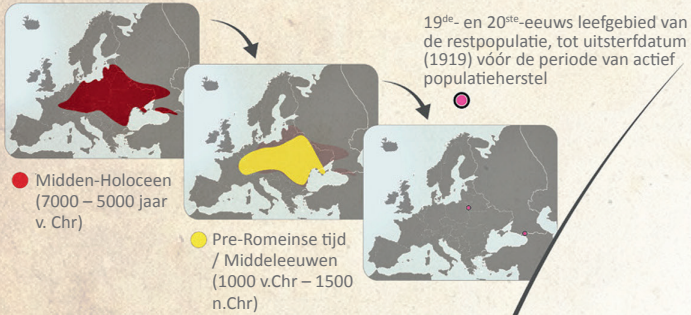 19de- en 20ste-eeuws leefgebied van
de restpopulatie, tot uitsterfdatum
(1919) vóór de periode van actief
populatieherstel
Midden-Holoceen
(7000 – 5000 jaar
v. Chr)
Pre-Romeinse tijd
/ Middeleeuwen
(1000 v.Chr – 1500
n.Chr)